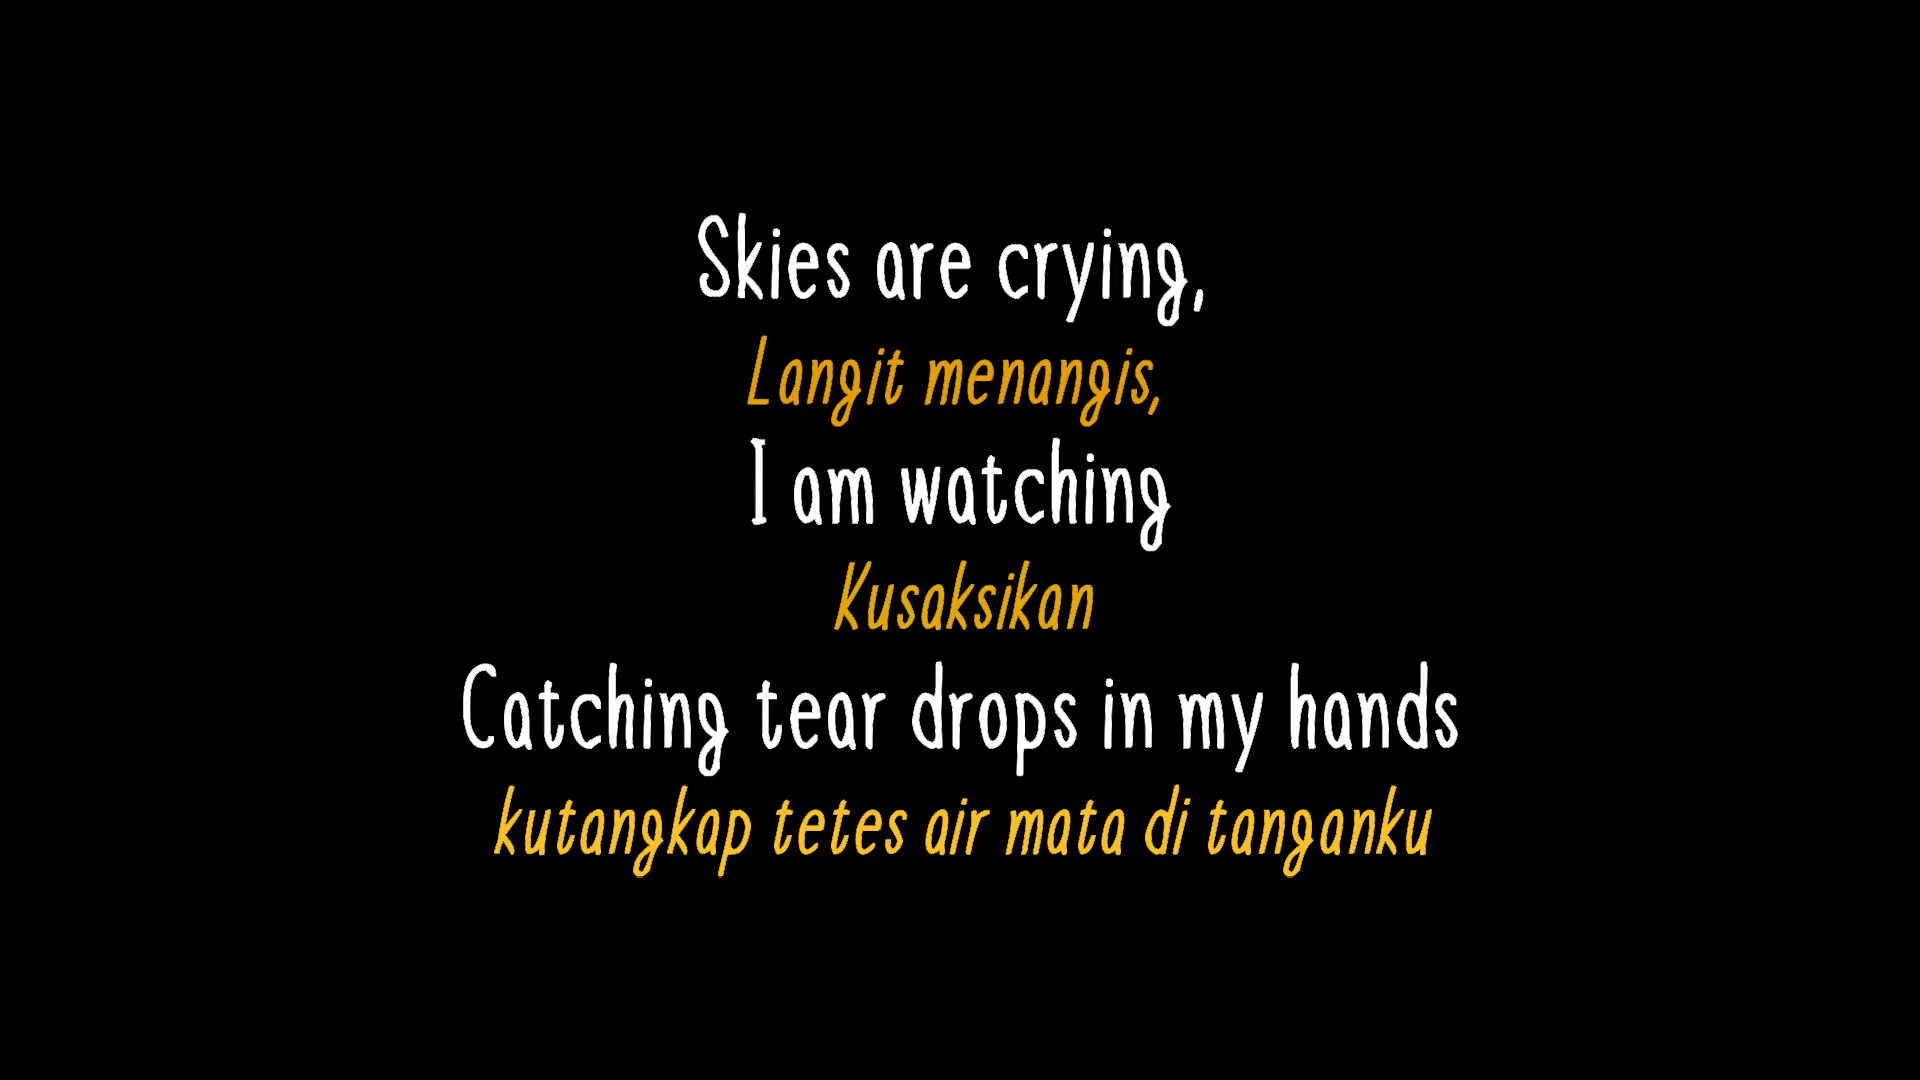 Skies are crying,
Langit menangis,
I am watching
Kusaksikan
Catching tear drops in my hands
kutangkap tetes air mata di tanganku